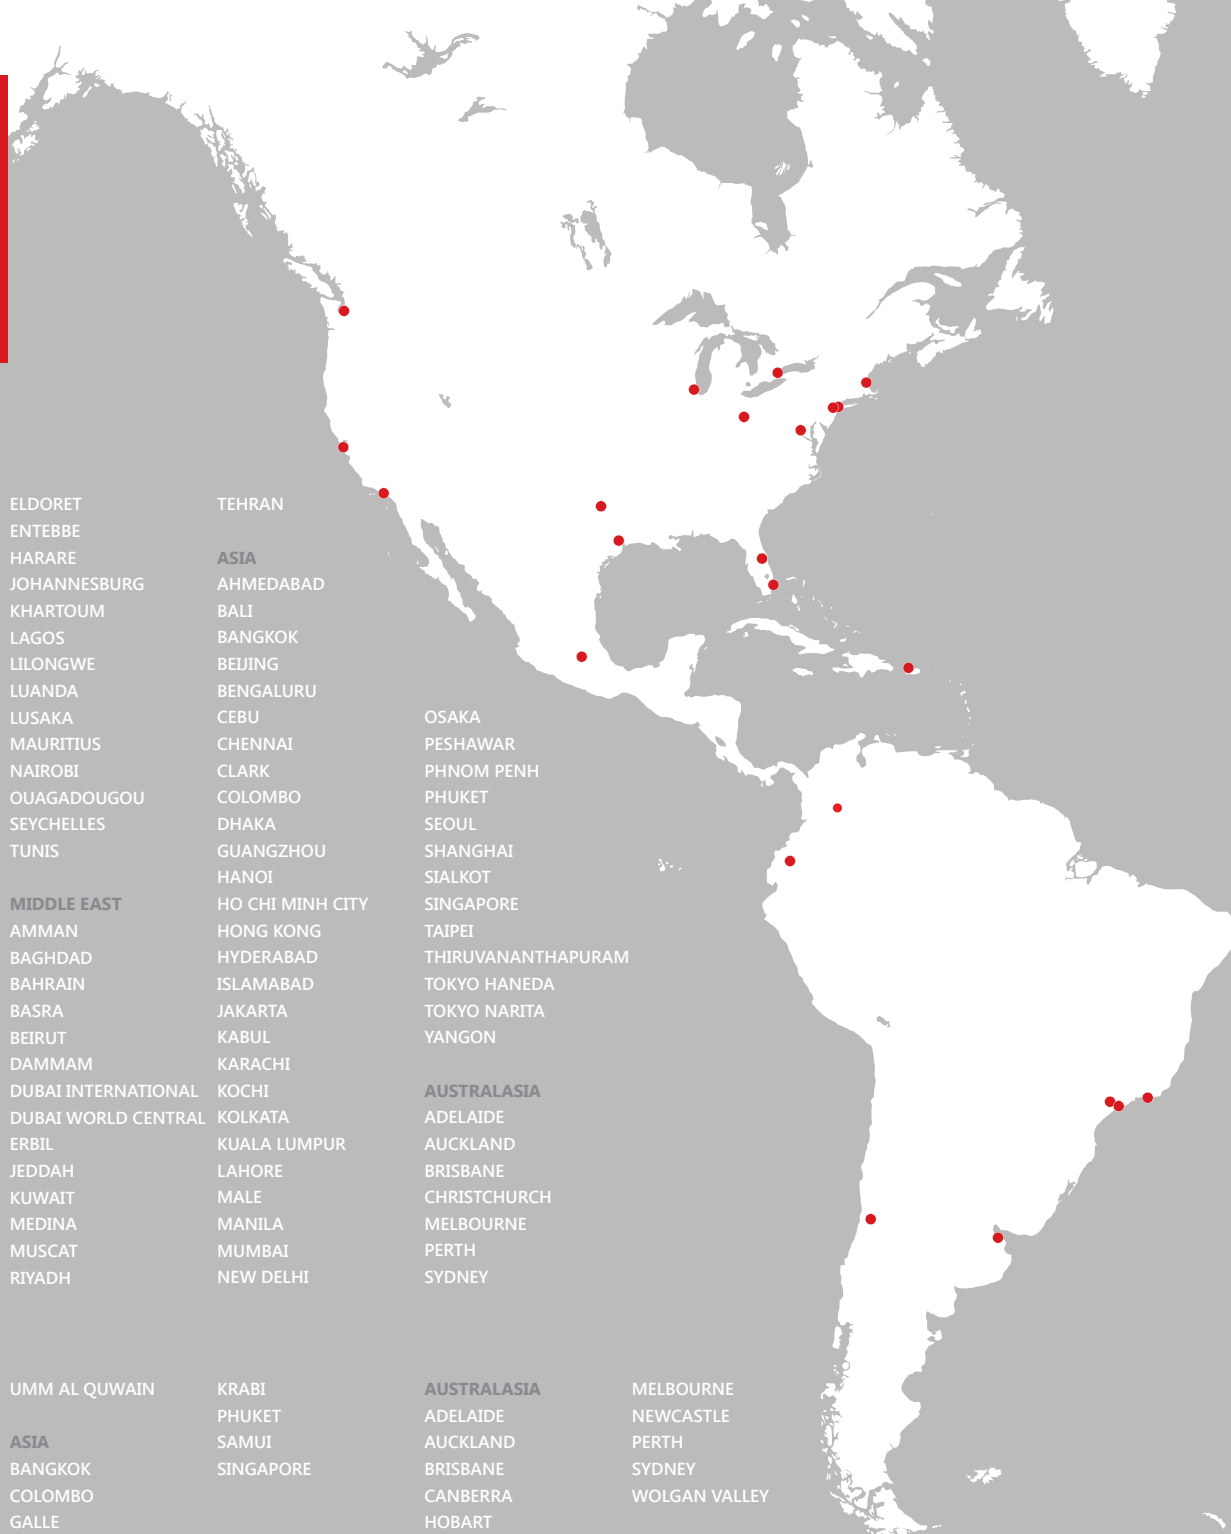 ELDORET
ENTEBBE
HARARE
JOHANNESBURG
KHARTOUM
LAGOS
LILONGWE
LUANDA
LUSAKA
MAURITIUS
NAIROBI
OUAGADOUGOU
SEYCHELLES
TUNIS
MIDDLE EAST
AMMAN
BAGHDAD
BAHRAIN
BASRA
BEIRUT
DAMMAM
DUBAI INTERNATIONAL
DUBAI WORLD CENTRAL
ERBIL
JEDDAH
KUWAIT
MEDINA
MUSCAT
RIYADH
TEHRAN
ASIA
AHMEDABAD
BALI
BANGKOK
BEIJING
BENGALURU
CEBU
CHENNAI
CLARK
COLOMBO
DHAKA
GUANGZHOU
HANOI
HO CHI MINH CITY
HONG KONG
HYDERABAD
ISLAMABAD
JAKARTA
KABUL
KARACHI
KOCHI
KOLKATA
KUALA LUMPUR
LAHORE
MALE
MANILA
MUMBAI
NEW DELHI
OSAKA
PESHAWAR
PHNOM PENH
PHUKET
SEOUL
SHANGHAI
SIALKOT
SINGAPORE
TAIPEI
THIRUVANANTHAPURAM
TOKYO HANEDA
TOKYO NARITA
YANGON
AUSTRALASIA
ADELAIDE
AUCKLAND
BRISBANE
CHRISTCHURCH
MELBOURNE
PERTH
SYDNEY
UMM AL QUWAIN
ASIA
BANGKOK
COLOMBO
GALLE
KRABI
PHUKET
SAMUI
SINGAPORE
AUSTRALASIA
ADELAIDE
AUCKLAND
BRISBANE
CANBERRA
HOBART
MELBOURNE
NEWCASTLE
PERTH
SYDNEY
WOLGAN VALLEY